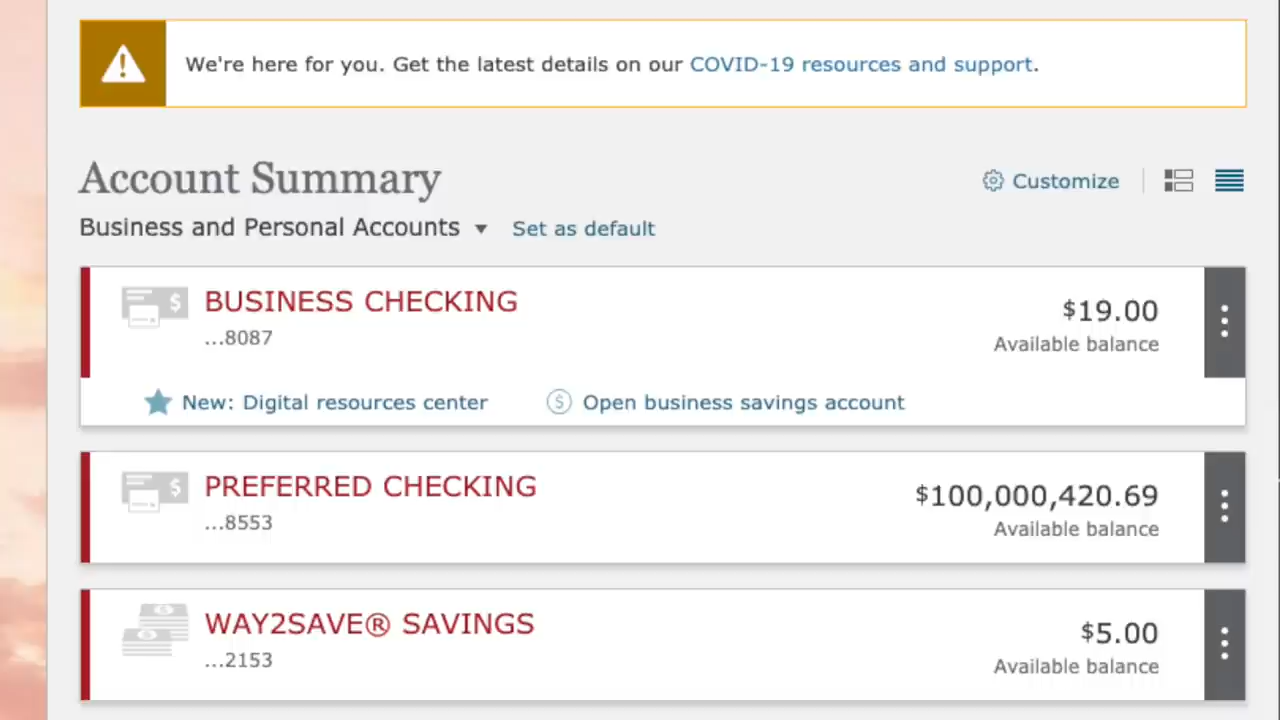 We're here for you. Get the latest details on our COVID-19 resources and support.
Account Summary
Customize
Business and Personal Accounts Set as default
BUSINESS CHECKING
...8087
$19.00
Available balance
New: Digital resources center
Open business savings account
PREFERRED CHECKING
...8553
$100,000,420.69
Available balance
WAY2SAVE® SAVINGS
...2153
$5.00
Available balance